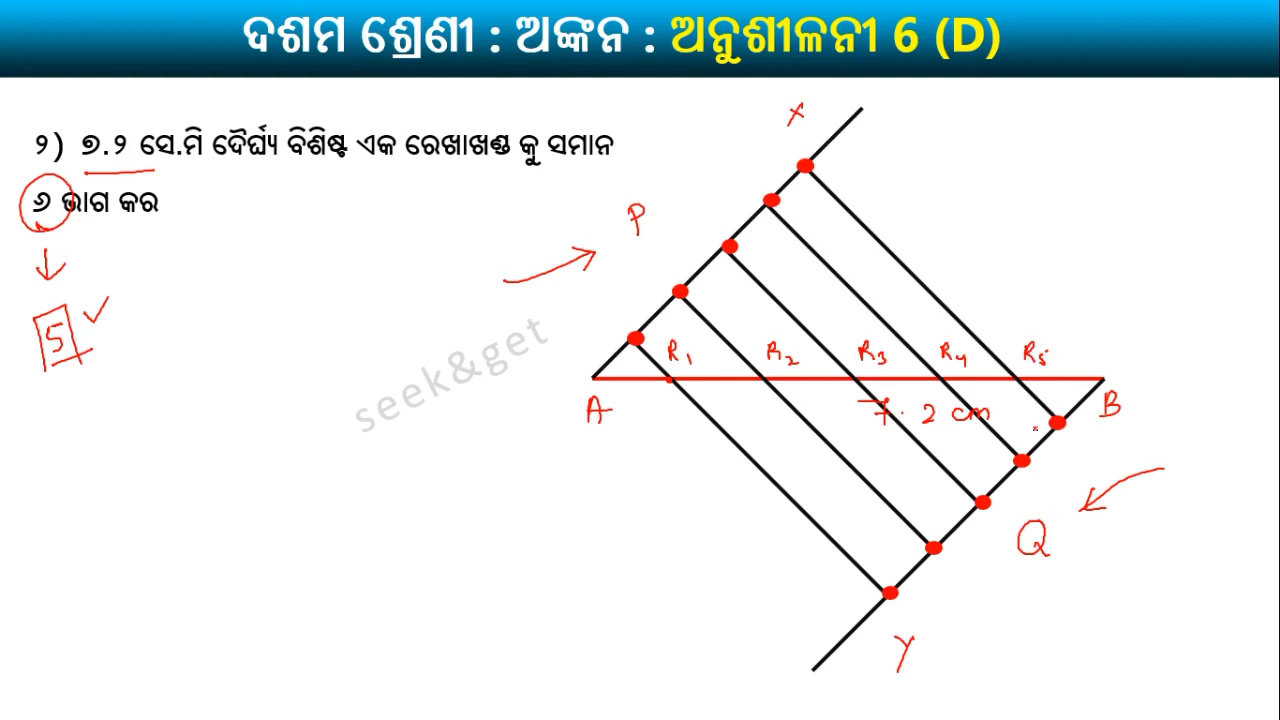 ଦଶମ ଶ୍ରେଣୀ : ଅଙ୍କନ : ଅନୁଶୀଳନୀ 6 (D)
୨) ୭.୨ ସେ.ମି ଦୈର୍ଘ୍ୟ ବିଶିଷ୍ଟ ଏକ ରେଖାଖଣ୍ଡ କୁ ସମାନ
୬ ଭାଗ କର
5
X
P
R1 R2 R3 R4 R5
A 7.2 cm B
Q
Y
seek&get